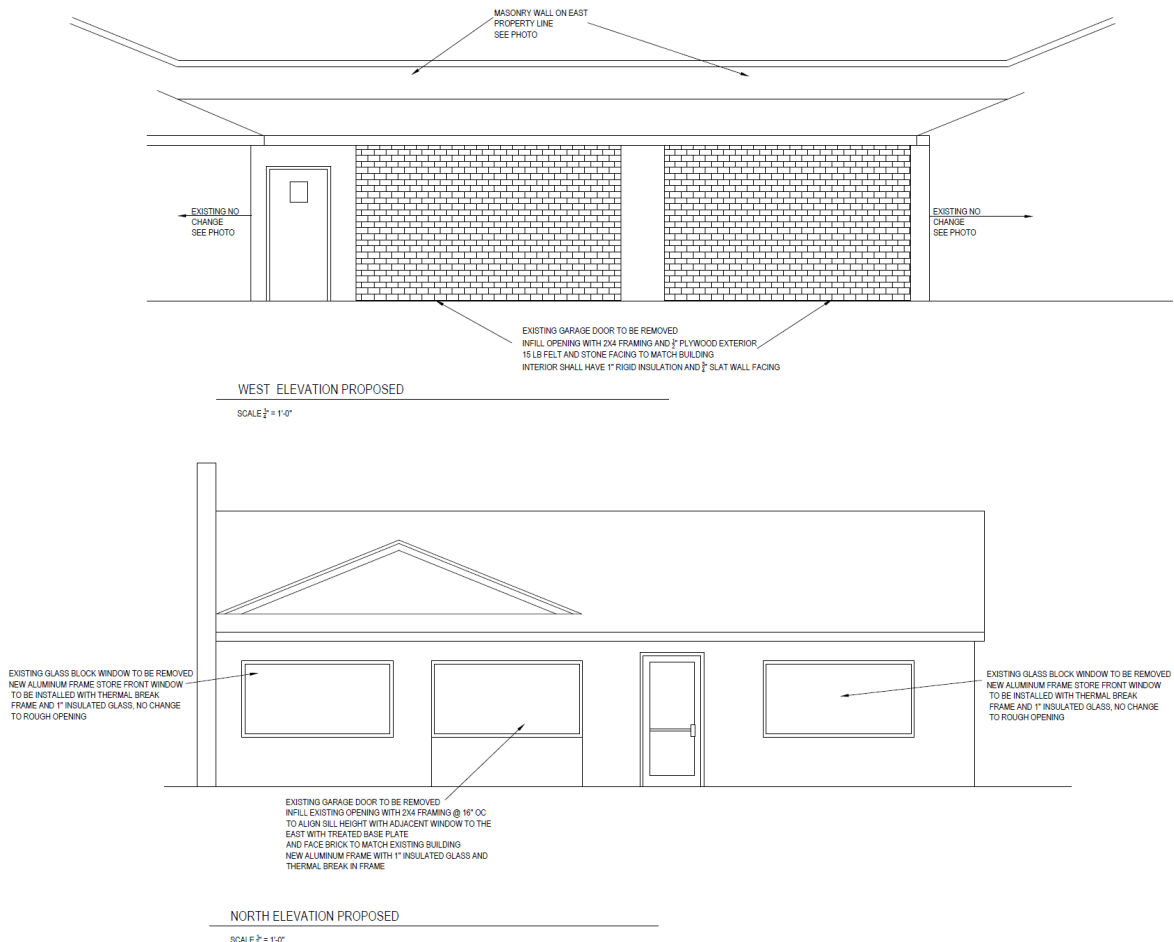 MASONRY WALL ON EAST
PROPERTY LINE
SEE PHOTO
EXISTING NO
CHANGE
SEE PHOTO
EXISTING NO
CHANGE
SEE PHOTO
EXISTING GARAGE DOOR TO BE REMOVED
INFILL OPENING WITH 2X4 FRAMING AND PLYWOOD EXTERIOR
15 LB FELT AND STONE FACING TO MATCH BUILDING
INTERIOR SHALL HAVE 1" RIGID INSULATION AND SLAT WALL FACING
WEST ELEVATION PROPOSED
SCALE = 1'-0"
EXISTING GLASS BLOCK WINDOW TO BE REMOVED
NEW ALUMINUM FRAME STORE FRONT WINDOW
TO BE INSTALLED WITH THERMAL BREAK
FRAME AND 1" INSULATED GLASS, NO CHANGE
TO ROUGH OPENING
EXISTING GLASS BLOCK WINDOW TO BE REMOVED
NEW ALUMINUM FRAME STORE FRONT WINDOW
TO BE INSTALLED WITH THERMAL BREAK
FRAME AND 1" INSULATED GLASS, NO CHANGE
TO ROUGH OPENING
EXISTING GARAGE DOOR TO BE REMOVED
INFILL EXISTING OPENING WITH 2X4 FRAMING @ 16" OC
TO ALIGN SILL HEIGHT WITH ADJACENT WINDOW TO THE
EAST WITH TREATED BASE PLATE
AND FACE BRICK TO MATCH EXISTING BUILDING
NEW ALUMINUM FRAME WITH 1" INSULATED GLASS AND
THERMAL BREAK IN FRAME
NORTH ELEVATION PROPOSED
SCALE = 1'-0"